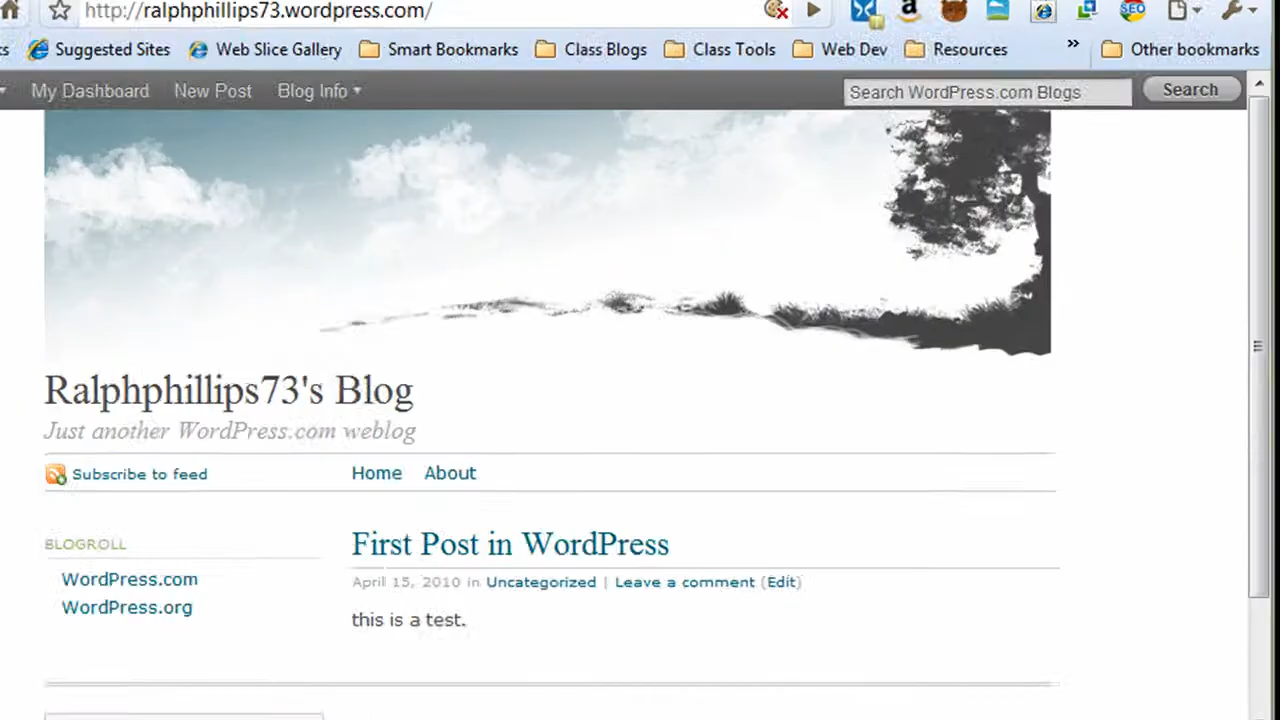 http://ralphphillips73.wordpress.com/
Suggested Sites Web Slice Gallery Smart Bookmarks Class Blogs Class Tools Web Dev Resources » Other bookmarks
My Dashboard New Post Blog Info Search WordPress.com Blogs Search
Ralphphillips73's Blog
Just another WordPress.com weblog
Subscribe to feed Home About
BLOGROLL
WordPress.com
WordPress.org
First Post in WordPress
April 15, 2010 in Uncategorized | Leave a comment (Edit)
this is a test.